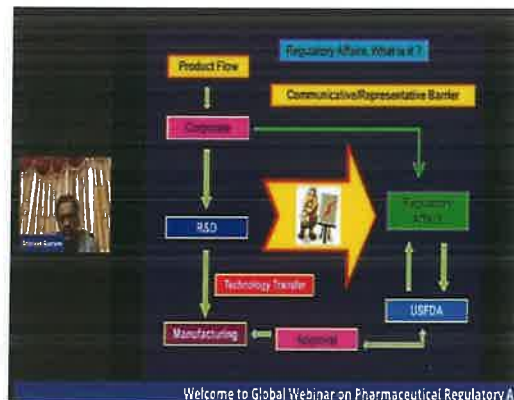 Regulatory Affairs, What is it ?
Product Flow
Communicative/Representative Barrier
Corporate
Regulatory
Affairs
R&D
Technology Transfer
USFDA
Manufacturing
Approval
Welcome to Global Webinar on Pharmaceutical Regulatory A